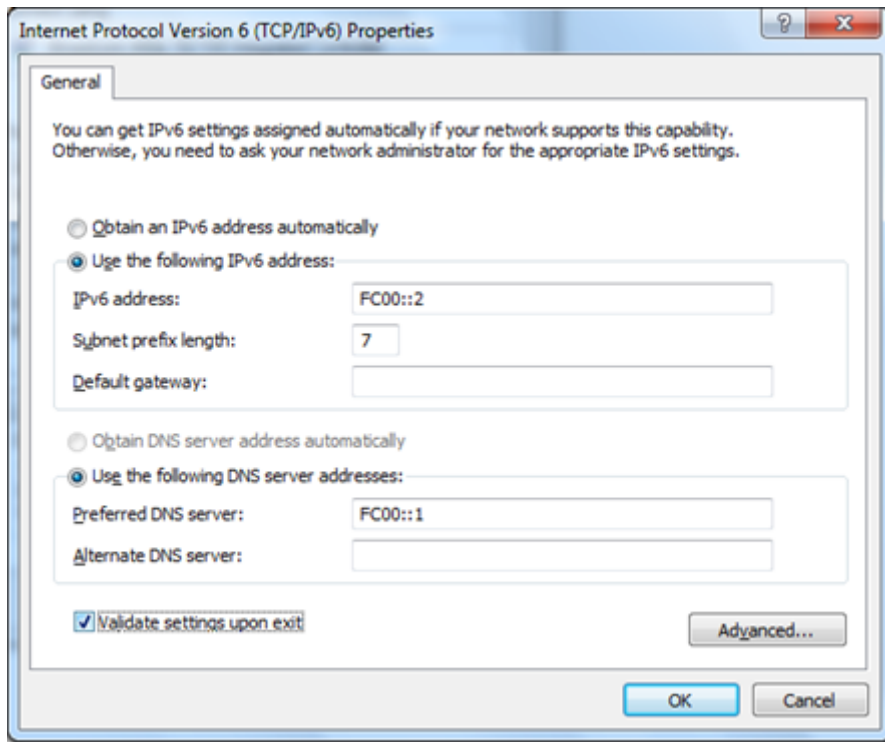 Internet Protocol Version 6 (TCP/IPv6) Properties
General
You can get IPv6 settings assigned automatically if your network supports this capability.
Otherwise, you need to ask your network administrator for the appropriate IPv6 settings.
Obtain an IPv6 address automatically
Use the following IPv6 address:
IPv6 address: FC00::2
Subnet prefix length: 7
Default gateway:
Obtain DNS server address automatically
Use the following DNS server addresses:
Preferred DNS server: FC00::1
Alternate DNS server:
Validate settings upon exit
Advanced...
OK Cancel